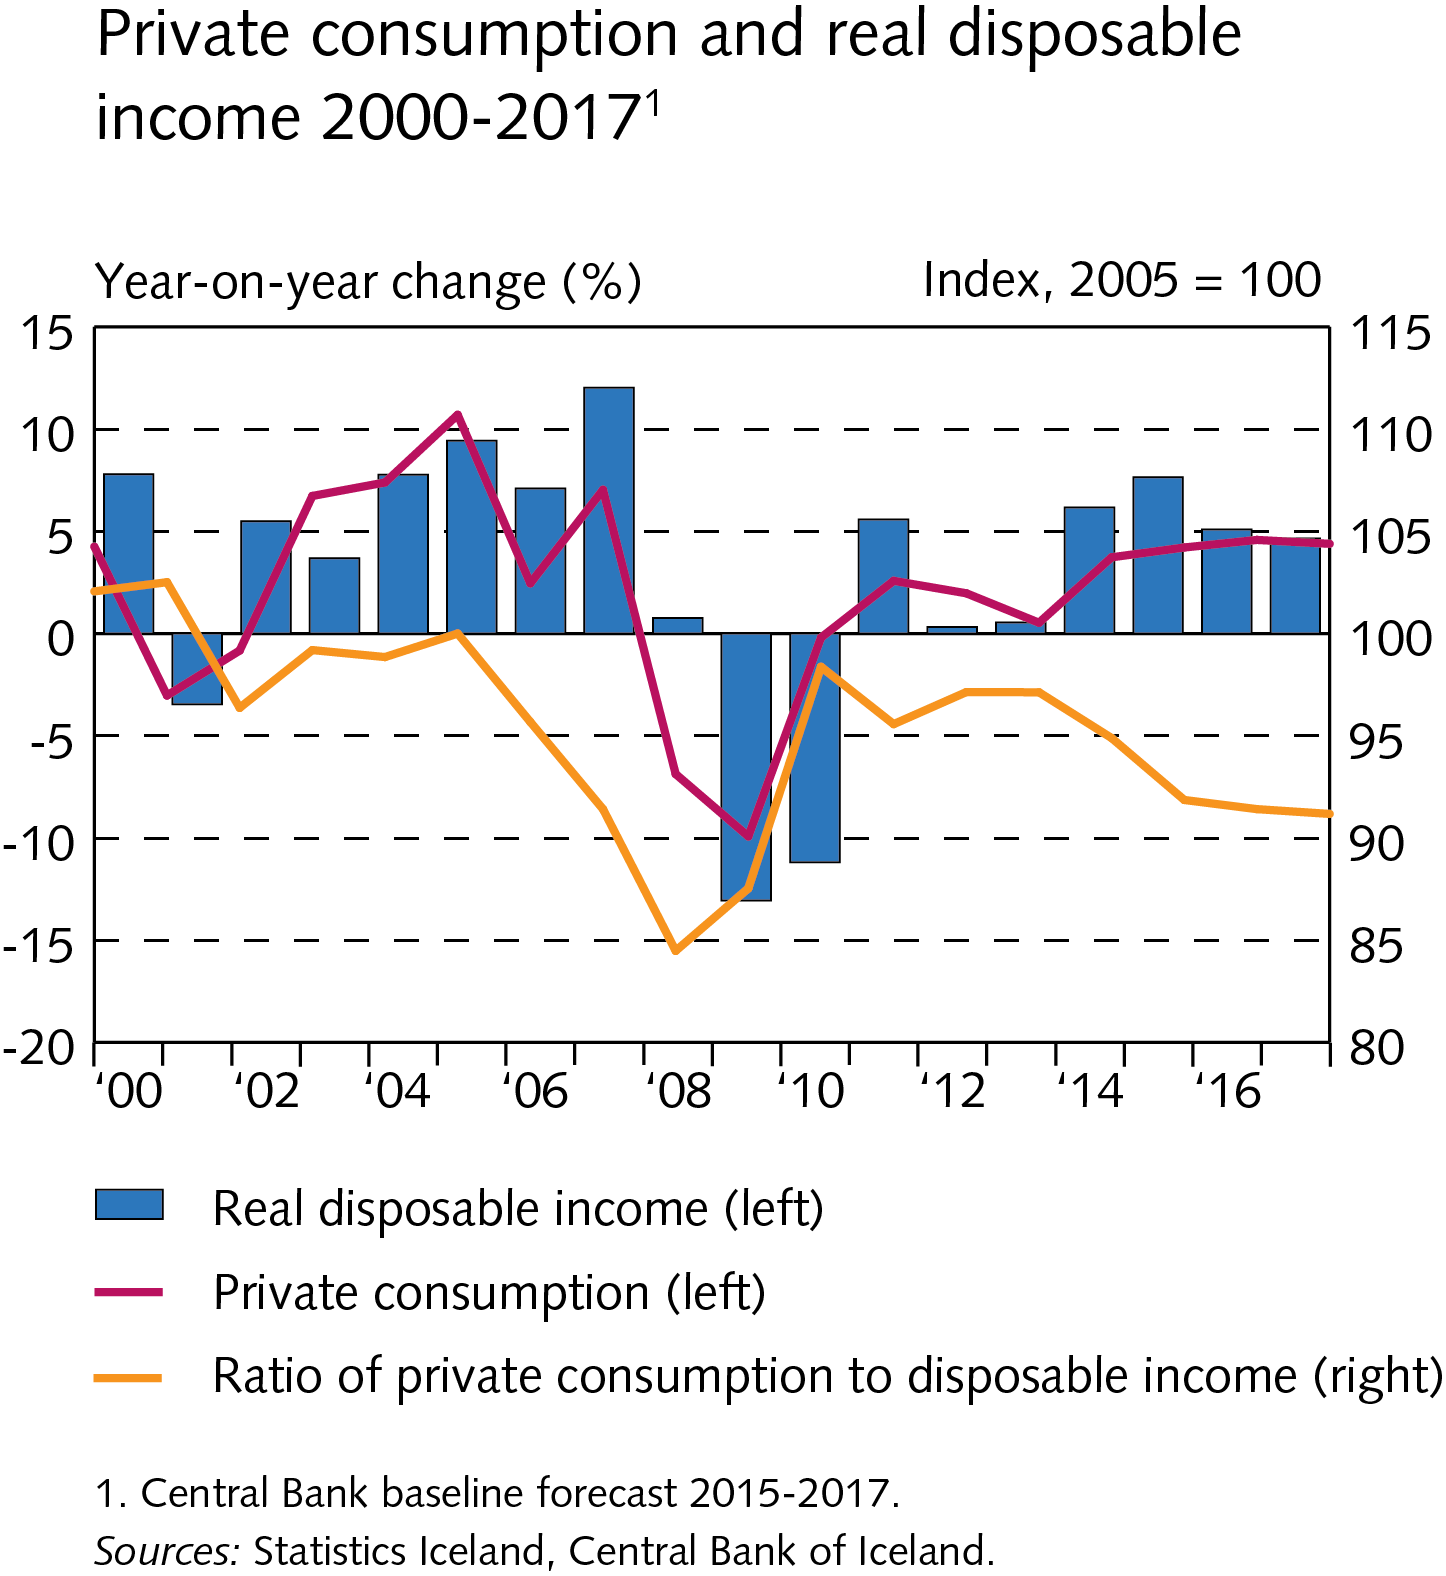 Private consumption and real disposable
income 2000-2017¹
Year-on-year change (%)
Index, 2005 = 100
15
10
5
0
-5
-10
-15
-20
115
110
105
100
95
90
85
80
‘00 ‘02 ‘04 ‘06 ‘08 ‘10 ‘12 ‘14 ‘16
Real disposable income (left)
Private consumption (left)
Ratio of private consumption to disposable income (right)
1. Central Bank baseline forecast 2015-2017.
Sources: Statistics Iceland, Central Bank of Iceland.